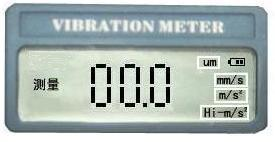 VIBRATION METER
um
测量 00.0
mm/s
m/s²
Hi-m/s²